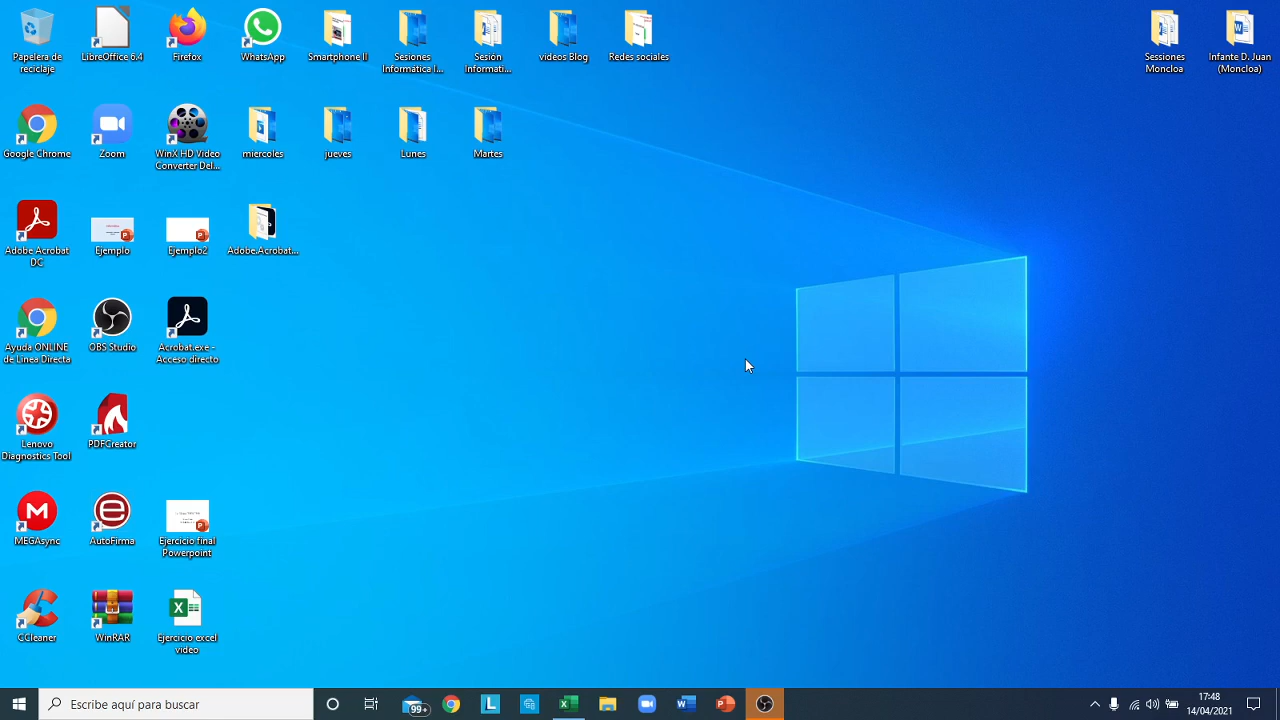 Papelera de
reciclaje
LibreOffice 6.4
Firefox
WhatsApp
Smartphone II
Sesiones
Informática I...
Sesión
Informati...
videos Blog
Redes sociales
Sessiones
Moncloa
Infante D. Juan
(Moncloa)
Google Chrome
Zoom
WinX HD Video
Converter Del...
miercoles
jueves
Lunes
Martes
Adobe Acrobat
DC
Ejemplo
Ejemplo2
Adobe.Acrobat...
Ayuda ONLINE
de Linea Directa
OBS Studio
Acrobat.exe -
Acceso directo
Lenovo
Diagnostics Tool
PDFCreator
MEGAsync
AutoFirma
Ejercicio final
Powerpoint
CCleaner
WinRAR
Ejercicio excel
video
Escribe aquí para buscar
99+
17:48
14/04/2021